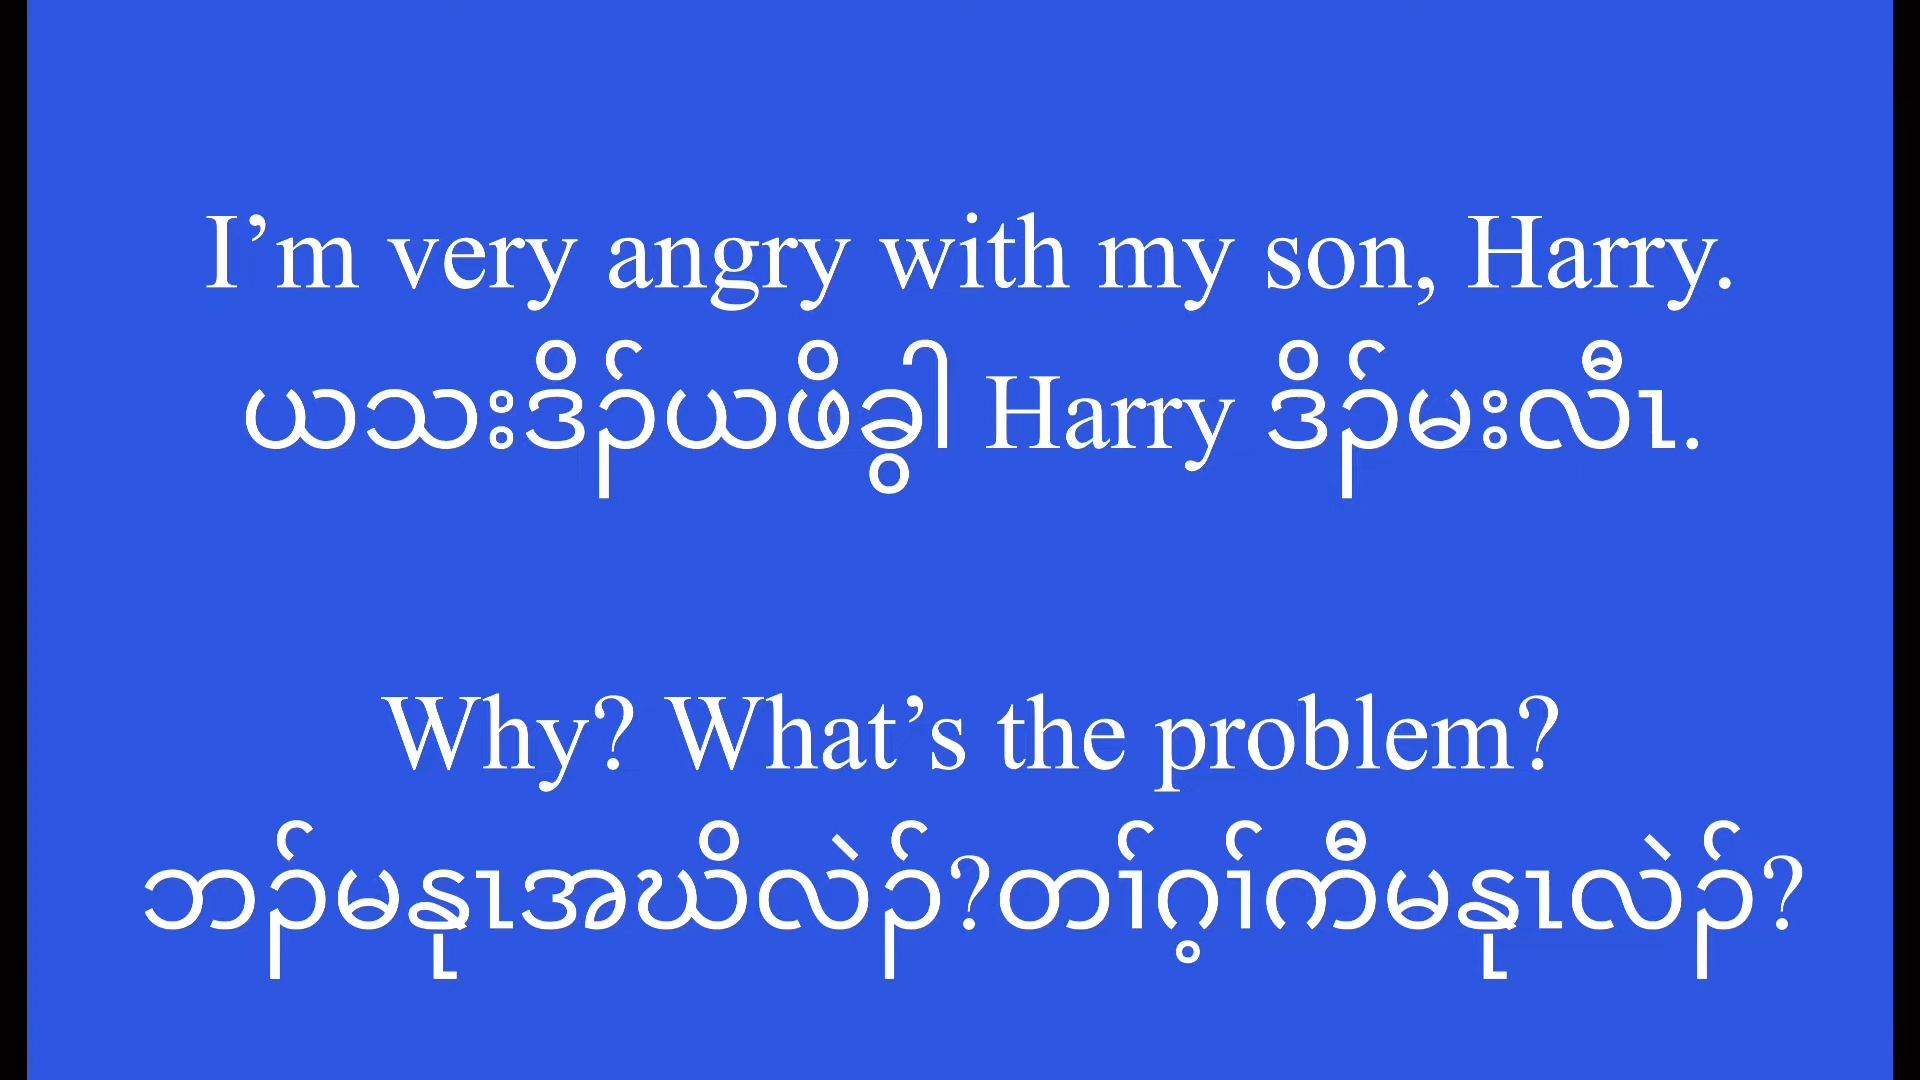 I’m very angry with my son, Harry.
ယသးဒိၣ်ယဖိခွါ Harry ဒိၣ်မးလီၤ.
Why? What’s the problem?
ဘၣ်မနုၤအဃိလဲၣ်?တၢ်ဂ့ၢ်ကီမနုၤလဲၣ်?